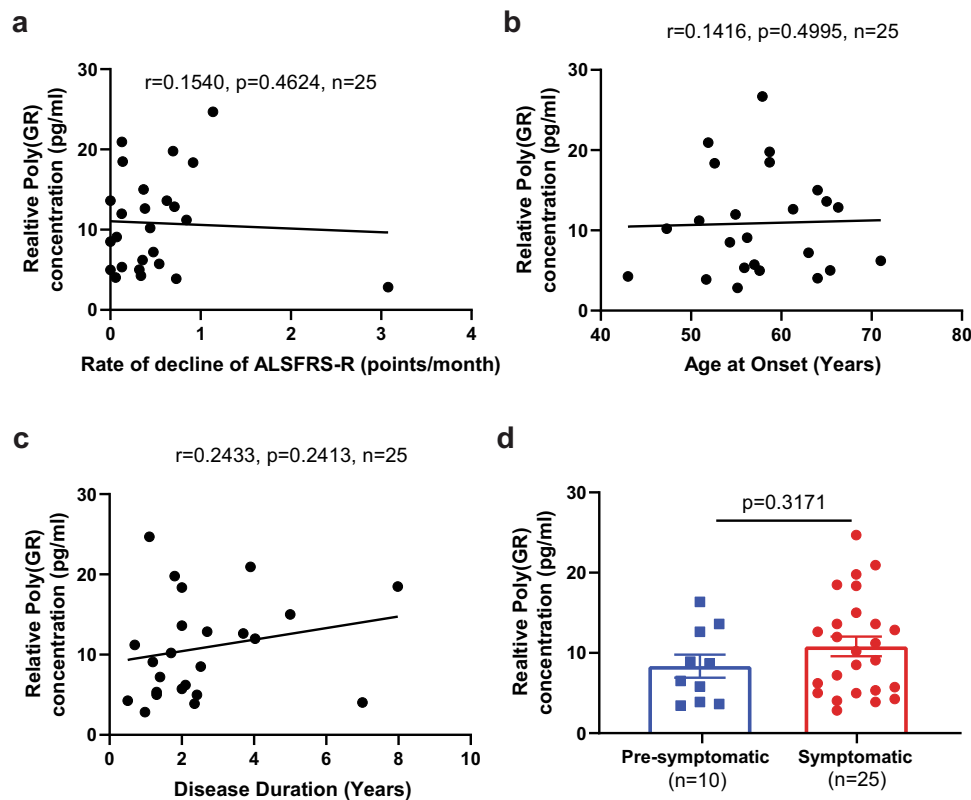 a
r=0.1540, p=0.4624, n=25
Realtive Poly(GR)
concentration (pg/ml)
30
20
10
0
0 1 2 3 4
Rate of decline of ALSFRS-R (points/month)
b
r=0.1416, p=0.4995, n=25
Relative Poly(GR)
concentration (pg/ml)
30
20
10
0
40 50 60 70 80
Age at Onset (Years)
c
r=0.2433, p=0.2413, n=25
Relative Poly(GR)
concentration (pg/ml)
30
20
10
0
0 2 4 6 8 10
Disease Duration (Years)
d
p=0.3171
Relative Poly(GR)
concentration (pg/ml)
30
20
10
0
Pre-symptomatic
(n=10)
Symptomatic
(n=25)